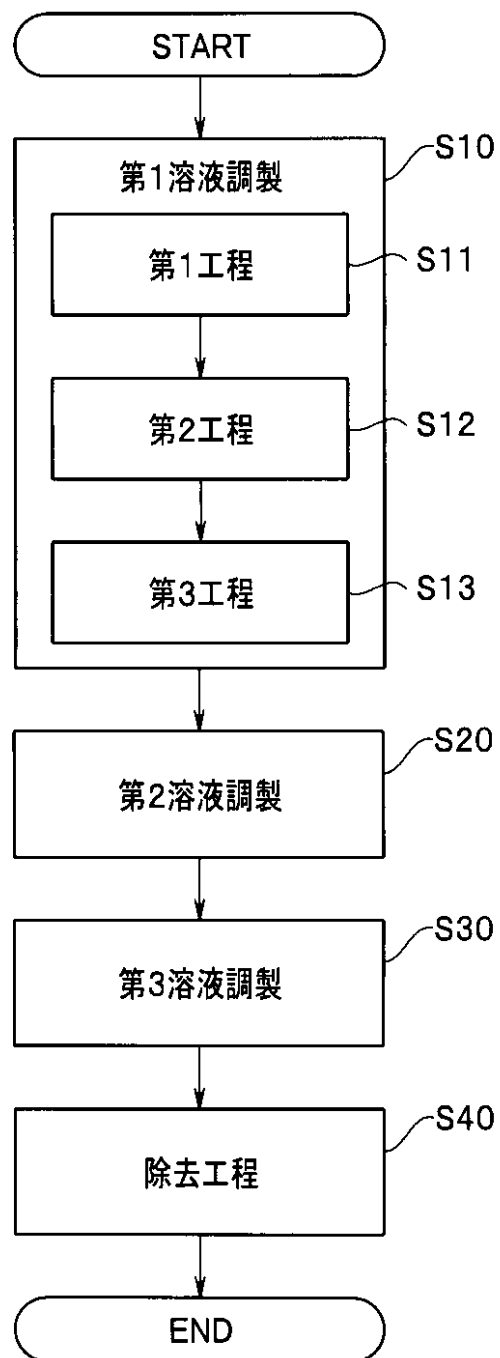 START
第1溶液調製
S10
第1工程
S11
第2工程
S12
第3工程
S13
第2溶液調製
S20
第3溶液調製
S30
除去工程
S40
END